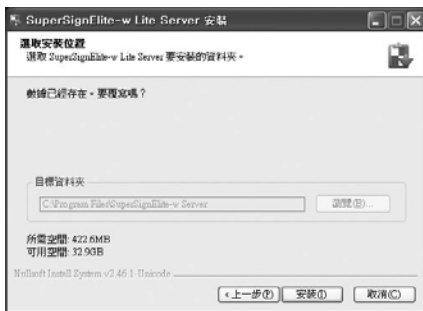 SuperSignElite-w Lite Server 安裝
選取安裝位置
選取 SuperSignElite-w Lite Server 要安裝的資料夾。
數據已經存在。要覆寫嗎？
目標資料夾
C:\Program Files\SuperSignElite-w Server
瀏覽(B)...
所需空間: 422.6MB
可用空間: 32.9GB
Nullsoft Install System v2.46.1-Unicode
<上一步(P) 安裝(I) 取消(C)